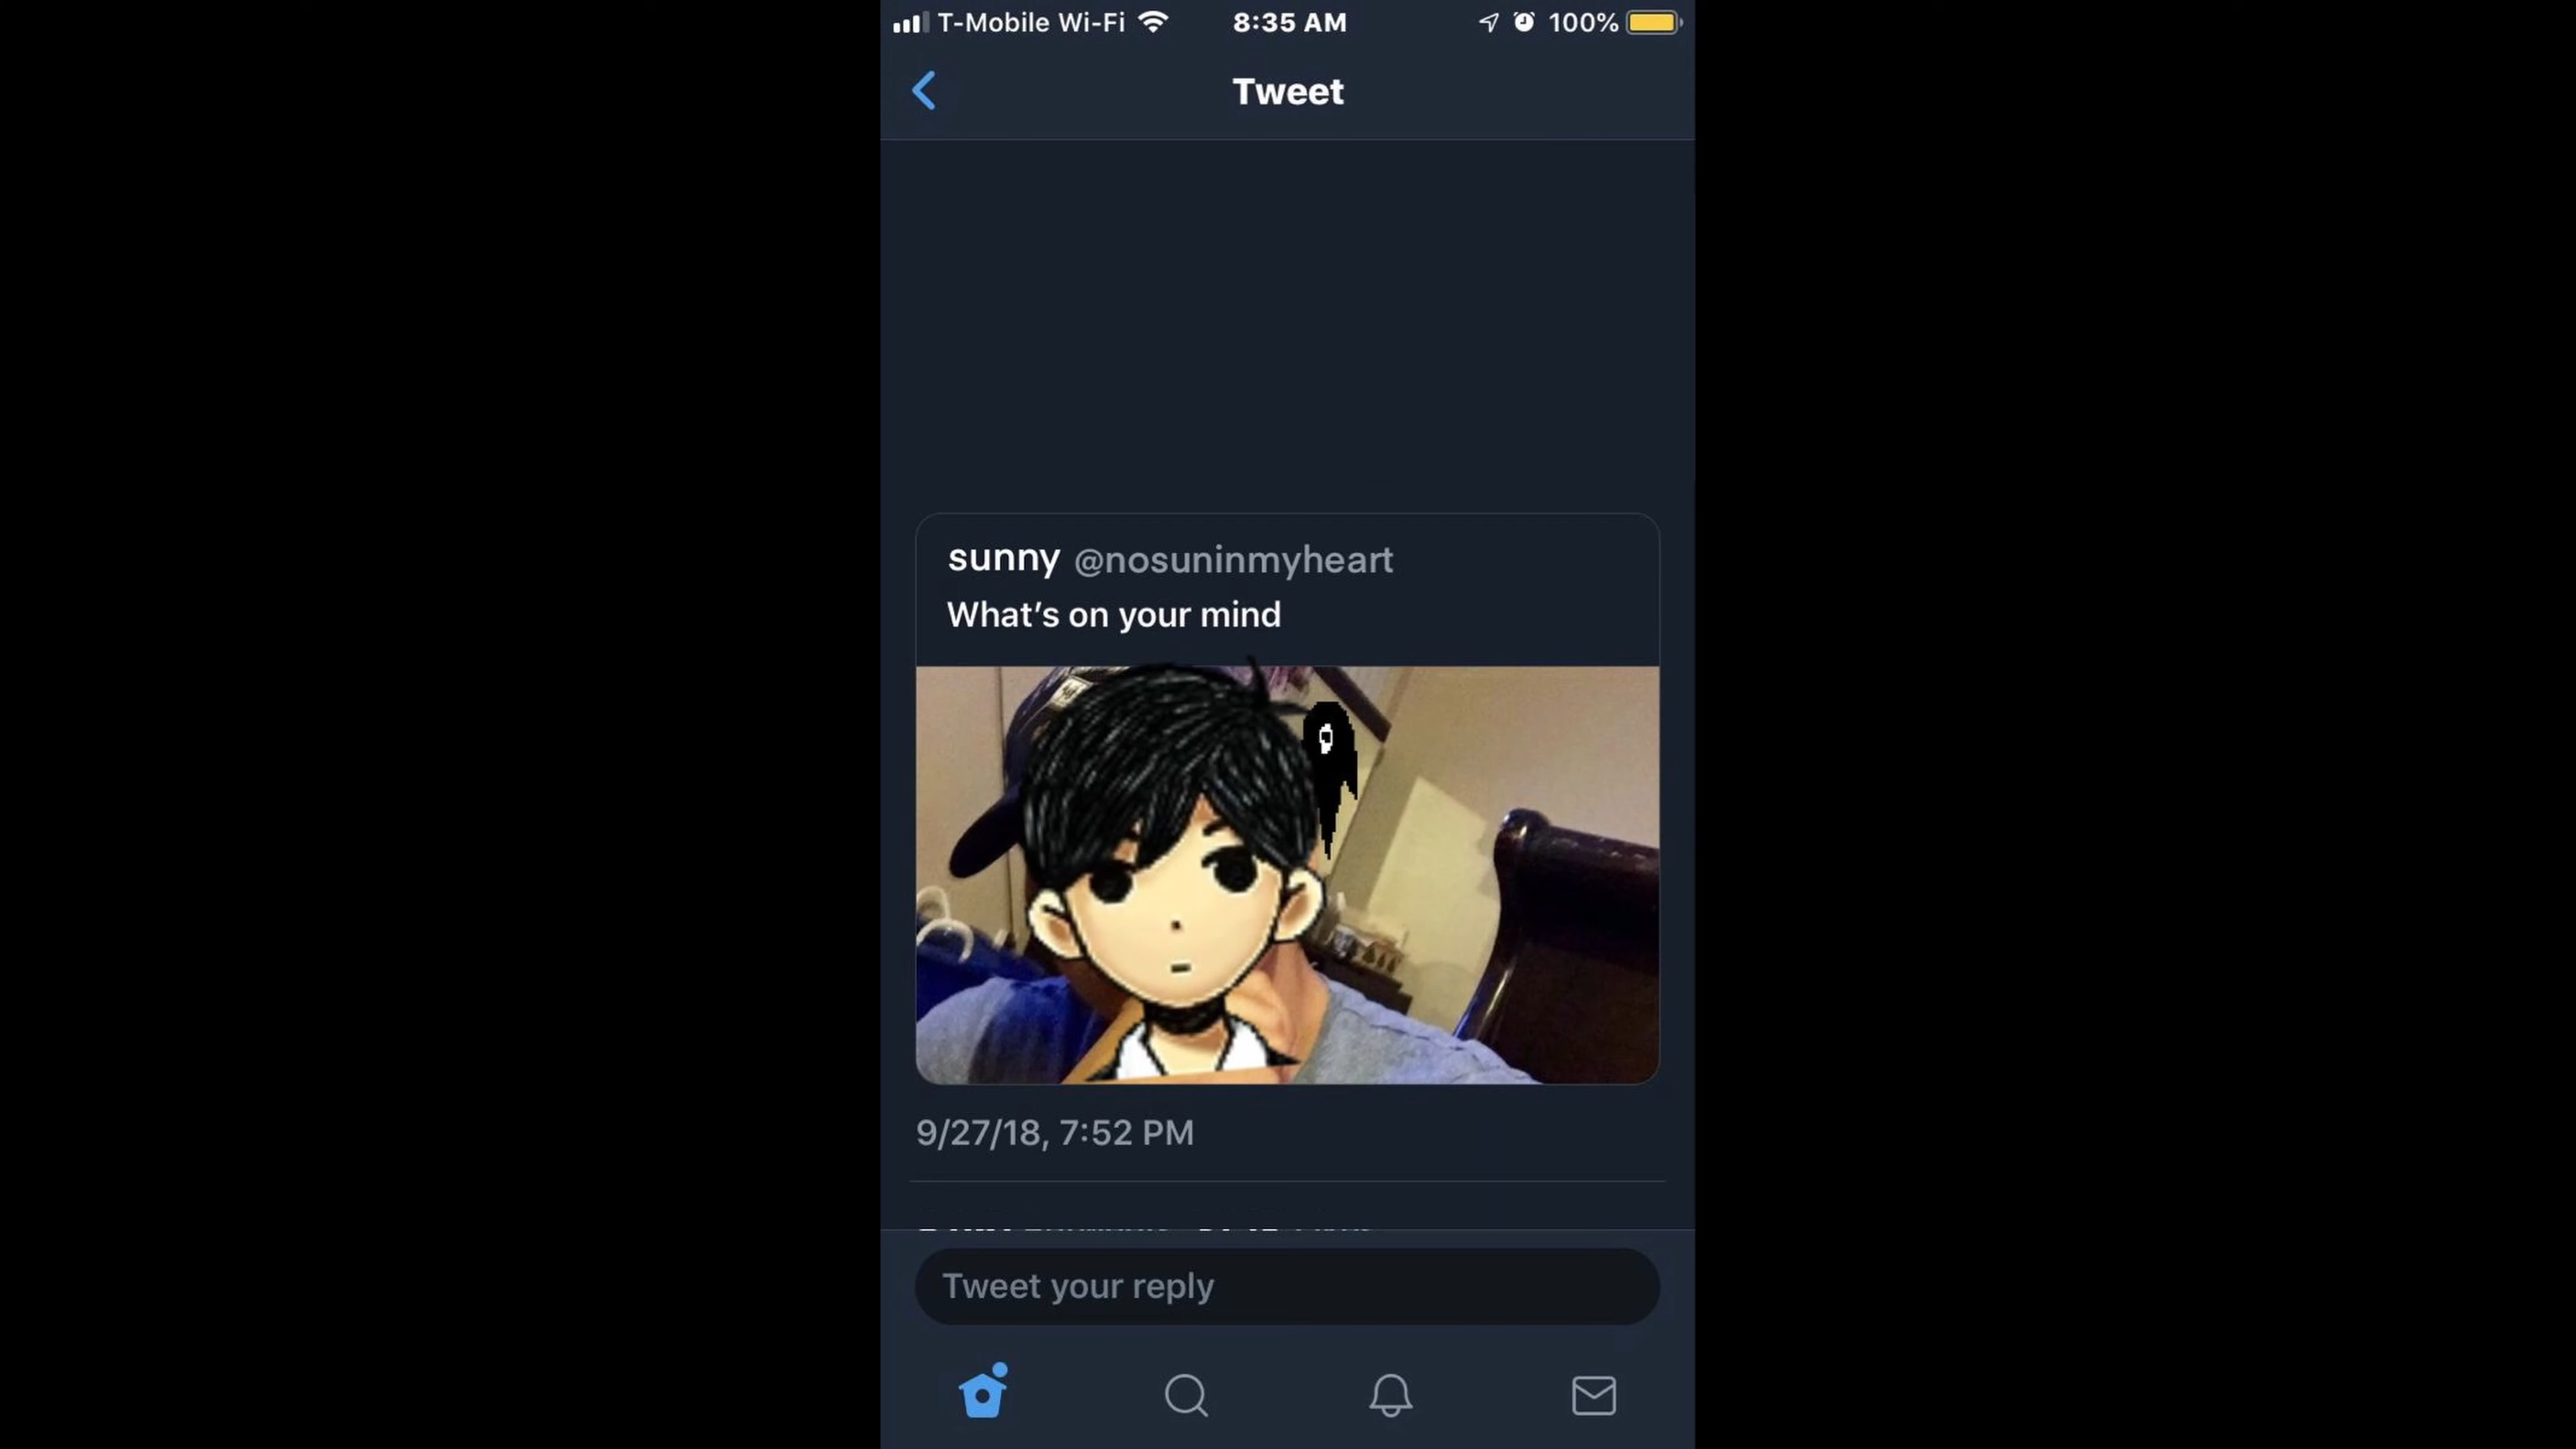 T-Mobile Wi-Fi 8:35 AM 100%
Tweet
sunny @nosuninmyheart
What’s on your mind
9/27/18, 7:52 PM
Tweet your reply